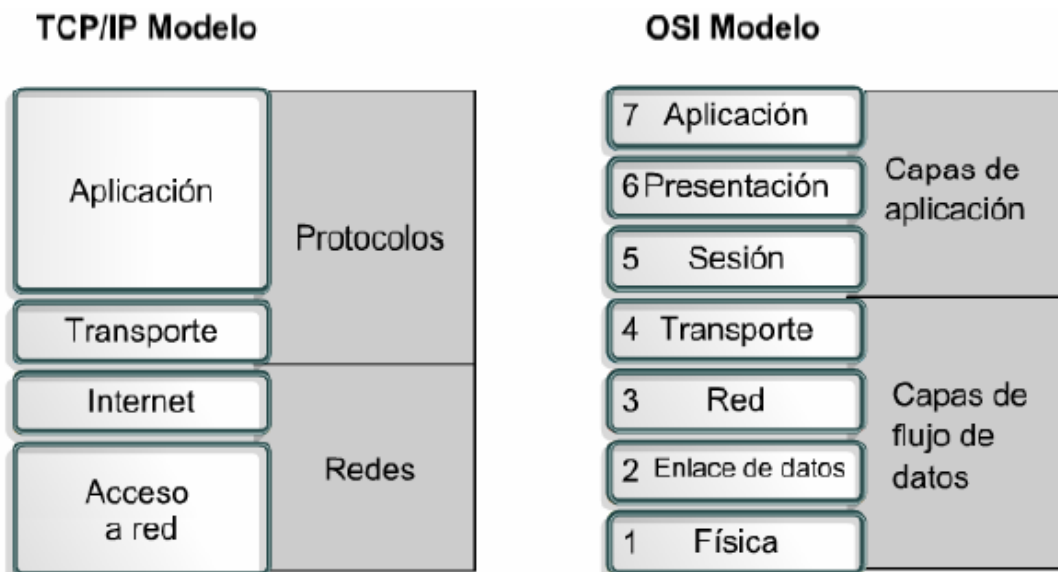 TCP/IP Modelo
Aplicación
Transporte
Internet
Acceso
a red
Protocolos
Redes
OSI Modelo
7 Aplicación
6 Presentación
5 Sesión
4 Transporte
3 Red
2 Enlace de datos
1 Física
Capas de
aplicación
Capas de
flujo de
datos